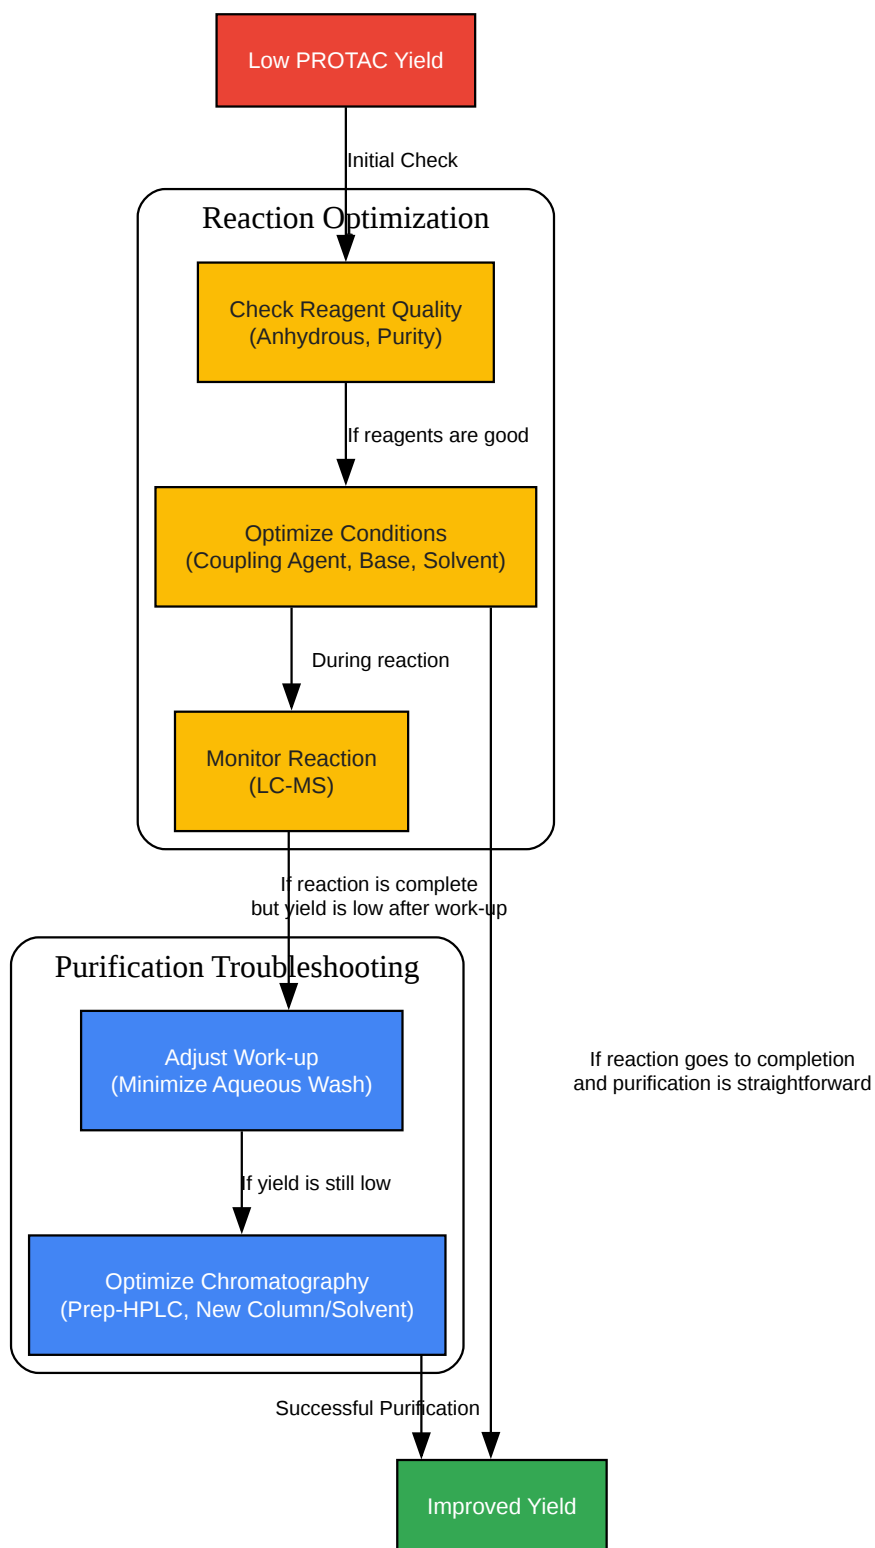 Low PROTAC Yield
Initial Check
Reaction Optimization
Check Reagent Quality
(Anhydrous, Purity)
If reagents are good
Optimize Conditions
(Coupling Agent, Base, Solvent)
During reaction
Monitor Reaction
(LC-MS)
If reaction is complete
but yield is low after work-up
Purification Troubleshooting
Adjust Work-up
(Minimize Aqueous Wash)
If reaction goes to completion
and purification is straightforward
If yield is still low
Optimize Chromatography
(Prep-HPLC, New Column/Solvent)
Successful Purification
Improved Yield